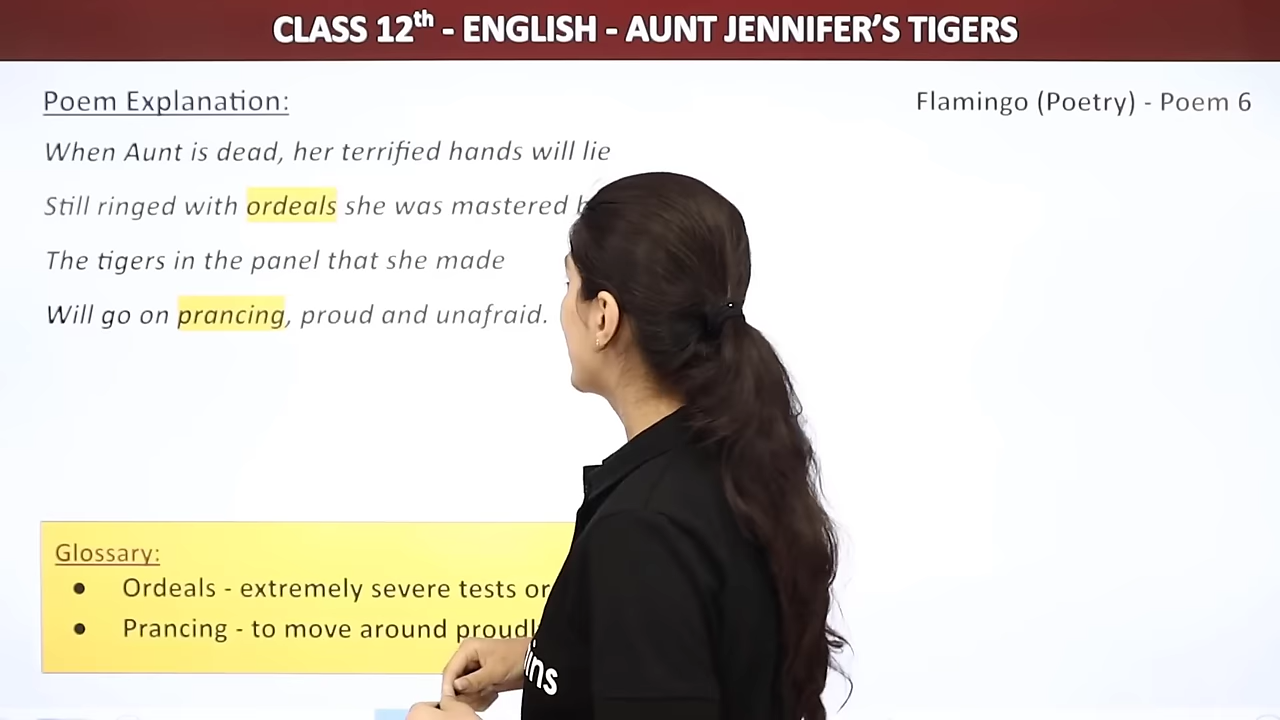 CLASS 12th - ENGLISH - AUNT JENNIFER'S TIGERS
Poem Explanation:
Flamingo (Poetry) - Poem 6
When Aunt is dead, her terrified hands will lie
Still ringed with ordeals she was mastered
The tigers in the panel that she made
Will go on prancing, proud and unafraid.
Glossary:
● Ordeals - extremely severe tests or
● Prancing - to move around